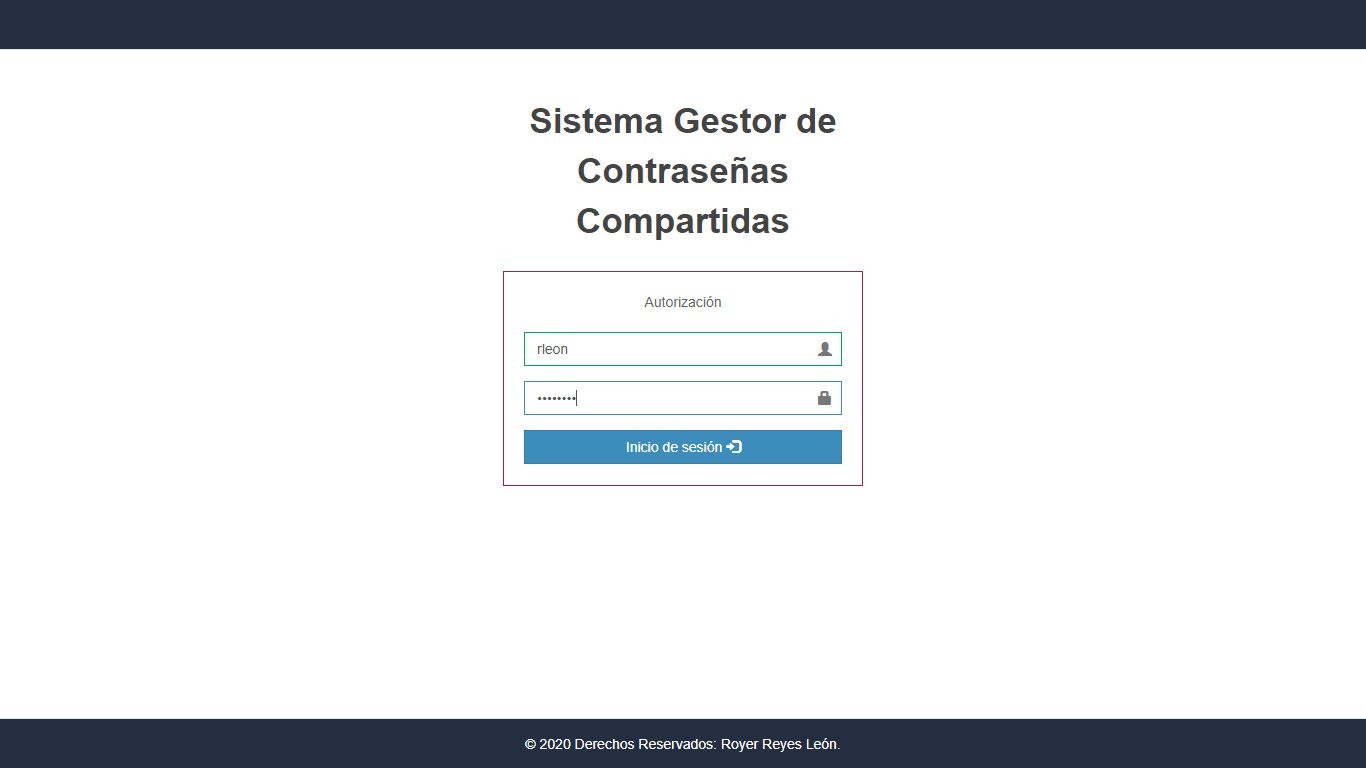 Sistema Gestor de
Contraseñas
Compartidas
Autorización
rleon
••••••••
Inicio de sesión
© 2020 Derechos Reservados: Royer Reyes León.